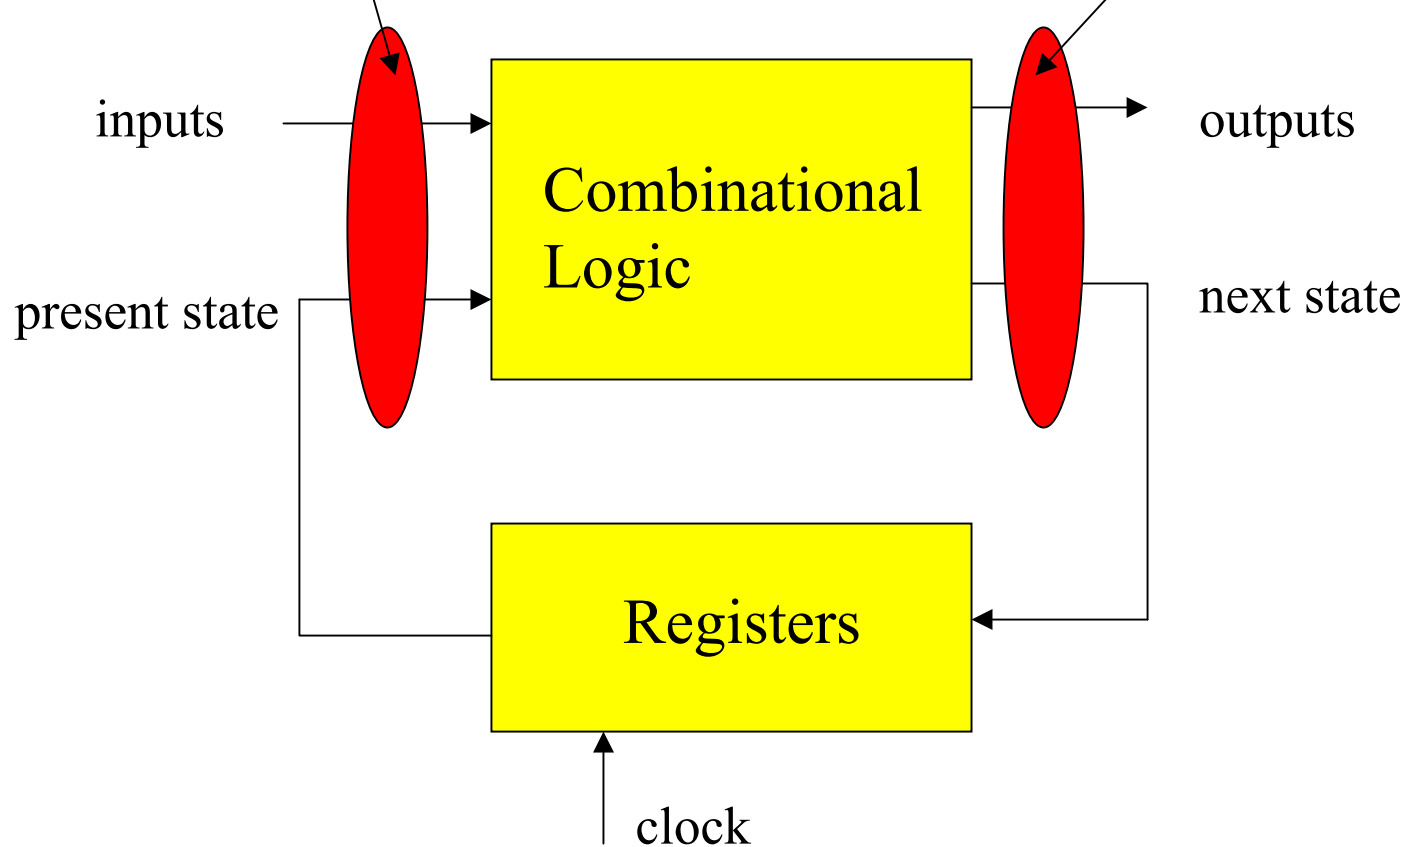 inputs
outputs
Combinational
Logic
present state
next state
Registers
clock